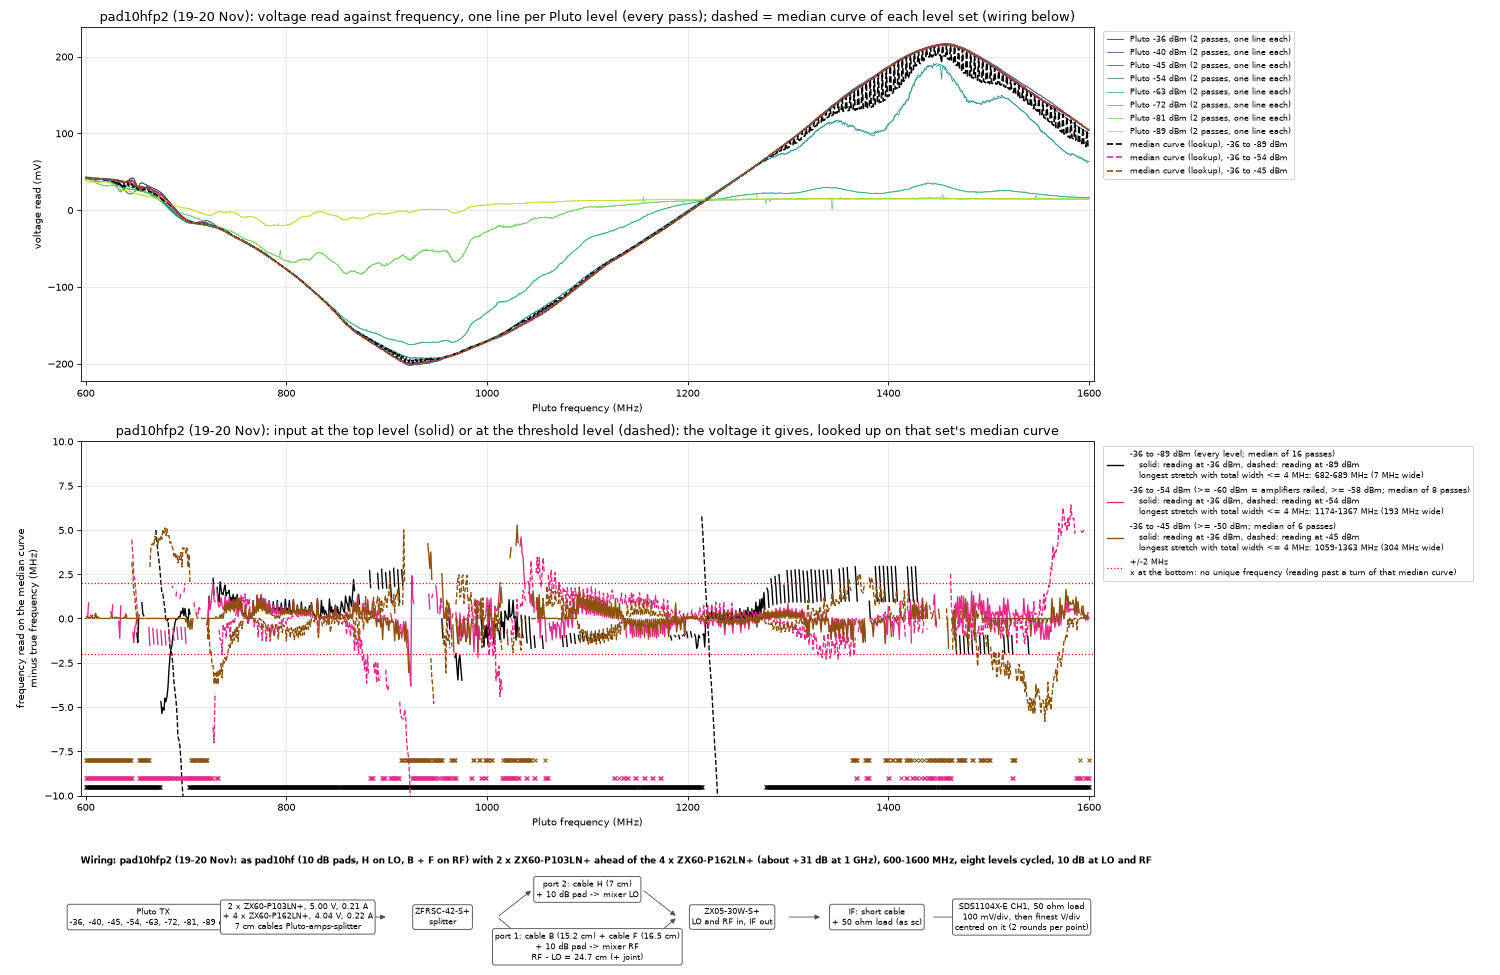 pad10hfp2 (19-20 Nov): voltage read against frequency, one line per Pluto level (every pass); dashed = median curve of each level set (wiring below)
voltage read (mV)
200
100
0
−100
−200
600
800
1000
1200
1400
1600
Pluto frequency (MHz)
Pluto -36 dBm (2 passes, one line each)
Pluto -40 dBm (2 passes, one line each)
Pluto -45 dBm (2 passes, one line each)
Pluto -54 dBm (2 passes, one line each)
Pluto -63 dBm (2 passes, one line each)
Pluto -72 dBm (2 passes, one line each)
Pluto -81 dBm (2 passes, one line each)
Pluto -89 dBm (2 passes, one line each)
median curve (lookup), -36 to -89 dBm
median curve (lookup), -36 to -54 dBm
median curve (lookup), -36 to -45 dBm
pad10hfp2 (19-20 Nov): input at the top level (solid) or at the threshold level (dashed): the voltage it gives, looked up on that set's median curve
frequency read on the median curve
minus true frequency (MHz)
10.0
7.5
5.0
2.5
0.0
−2.5
−5.0
−7.5
−10.0
600
800
1000
1200
1400
1600
Pluto frequency (MHz)
-36 to -89 dBm (every level; median of 16 passes)
solid: reading at -36 dBm, dashed: reading at -89 dBm
longest stretch with total width <= 4 MHz: 682-689 MHz (7 MHz wide)
-36 to -54 dBm (>= -60 dBm = amplifiers railed, >= -58 dBm; median of 8 passes)
solid: reading at -36 dBm, dashed: reading at -54 dBm
longest stretch with total width <= 4 MHz: 1174-1367 MHz (193 MHz wide)
-36 to -45 dBm (>= -50 dBm; median of 6 passes)
solid: reading at -36 dBm, dashed: reading at -45 dBm
longest stretch with total width <= 4 MHz: 1059-1363 MHz (304 MHz wide)
+/-2 MHz
x at the bottom: no unique frequency (reading past a turn of that median curve)
Wiring: pad10hfp2 (19-20 Nov): as pad10hf (10 dB pads, H on LO, B + F on RF) with 2 x ZX60-P103LN+ ahead of the 4 x ZX60-P162LN+ (about +31 dB at 1 GHz), 600-1600 MHz, eight levels cycled, 10 dB at LO and RF
Pluto TX
-36, -40, -45, -54, -63, -72, -81, -89
2 x ZX60-P103LN+, 5.00 V, 0.21 A
+ 4 x ZX60-P162LN+, 4.04 V, 0.22 A
7 cm cables Pluto-amps-splitter
ZFRSC-42-S+
splitter
port 2: cable H (7 cm)
+ 10 dB pad -> mixer LO
port 1: cable B (15.2 cm) + cable F (16.5 cm)
+ 10 dB pad -> mixer RF
RF - LO = 24.7 cm (+ joint)
ZX05-30W-S+
LO and RF in, IF out
IF: short cable
+ 50 ohm load (as sc)
SDS1104X-E CH1, 50 ohm load
100 mV/div, then finest V/div
centred on it (2 rounds per point)